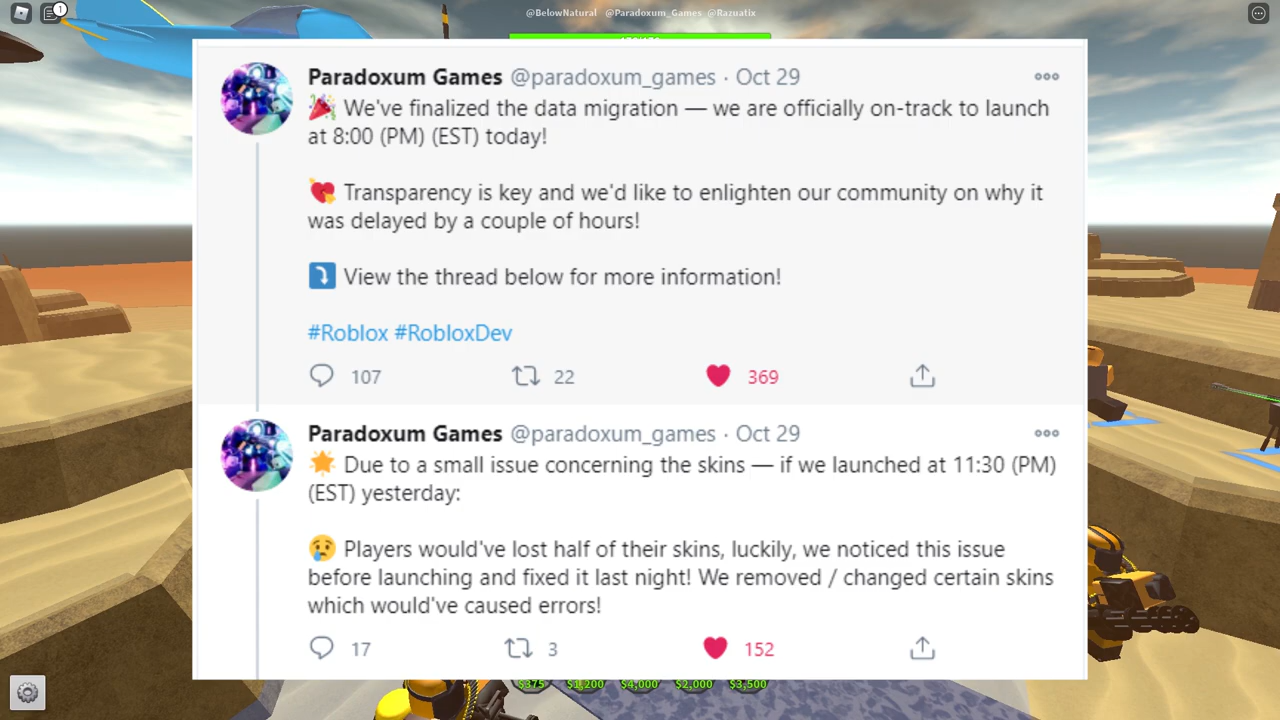 1
@BelowNatural @Paradoxum_Games @Razuatix
Paradoxum Games @paradoxum_games · Oct 29
🎉 We've finalized the data migration — we are officially on-track to launch
at 8:00 (PM) (EST) today!
💘 Transparency is key and we'd like to enlighten our community on why it
was delayed by a couple of hours!
⤵️ View the thread below for more information!
#Roblox #RobloxDev
107 22 369
Paradoxum Games @paradoxum_games · Oct 29
🌟 Due to a small issue concerning the skins — if we launched at 11:30 (PM)
(EST) yesterday:
😢 Players would've lost half of their skins, luckily, we noticed this issue
before launching and fixed it last night! We removed / changed certain skins
which would've caused errors!
17 3 152
$375 $1,200 $4,000 $2,000 $3,500